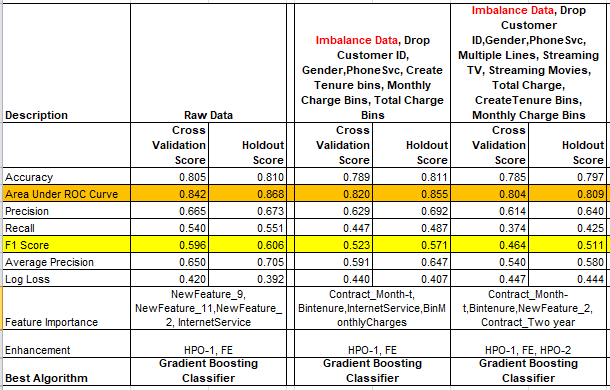 Description
Raw Data
Imbalance Data, Drop
Customer ID,
Gender,PhoneSvc, Create
Tenure bins, Monthly
Charge Bins, Total Charge
Bins
Imbalance Data, Drop
Customer
ID,Gender,PhoneSvc,
Multiple Lines, Streaming
TV, Streaming Movies,
Total Charge,
CreateTenure Bins,
Monthly Charge Bins
Cross
Validation
Score
Holdout
Score
Cross
Validation
Score
Holdout
Score
Cross
Validation
Score
Holdout
Score
Accuracy 0.805 0.810 0.789 0.811 0.785 0.797
Area Under ROC Curve 0.842 0.868 0.820 0.855 0.804 0.809
Precision 0.665 0.673 0.629 0.692 0.614 0.640
Recall 0.540 0.551 0.447 0.487 0.374 0.425
F1 Score 0.596 0.606 0.523 0.571 0.464 0.511
Average Precision 0.650 0.705 0.591 0.647 0.540 0.580
Log Loss 0.420 0.392 0.440 0.407 0.447 0.444
Feature Importance
NewFeature_9,
NewFeature_11,NewFeature_
2, InternetService
Contract_Month-t,
Bintenure,InternetService,BinM
onthlyCharges
Contract_Month-
t,Bintenure,NewFeature_2,
Contract_Two year
Enhancement HPO-1, FE HPO-1, FE HPO-1, FE, HPO-2
Best Algorithm
Gradient Boosting
Classifier
Gradient Boosting
Classifier
Gradient Boosting
Classifier